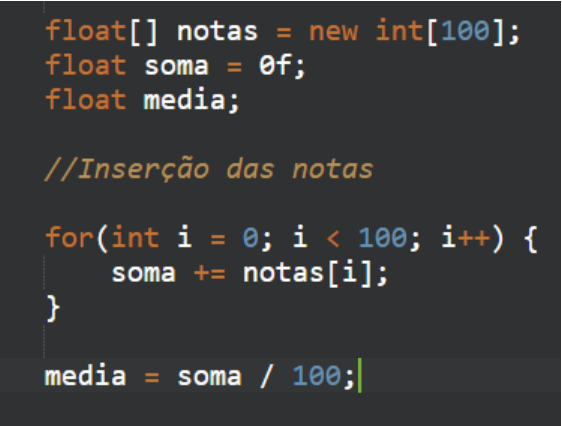 float[] notas = new int[100];
float soma = 0f;
float media;
//Inserção das notas
for(int i = 0; i < 100; i++) {
soma += notas[i];
}
media = soma / 100;